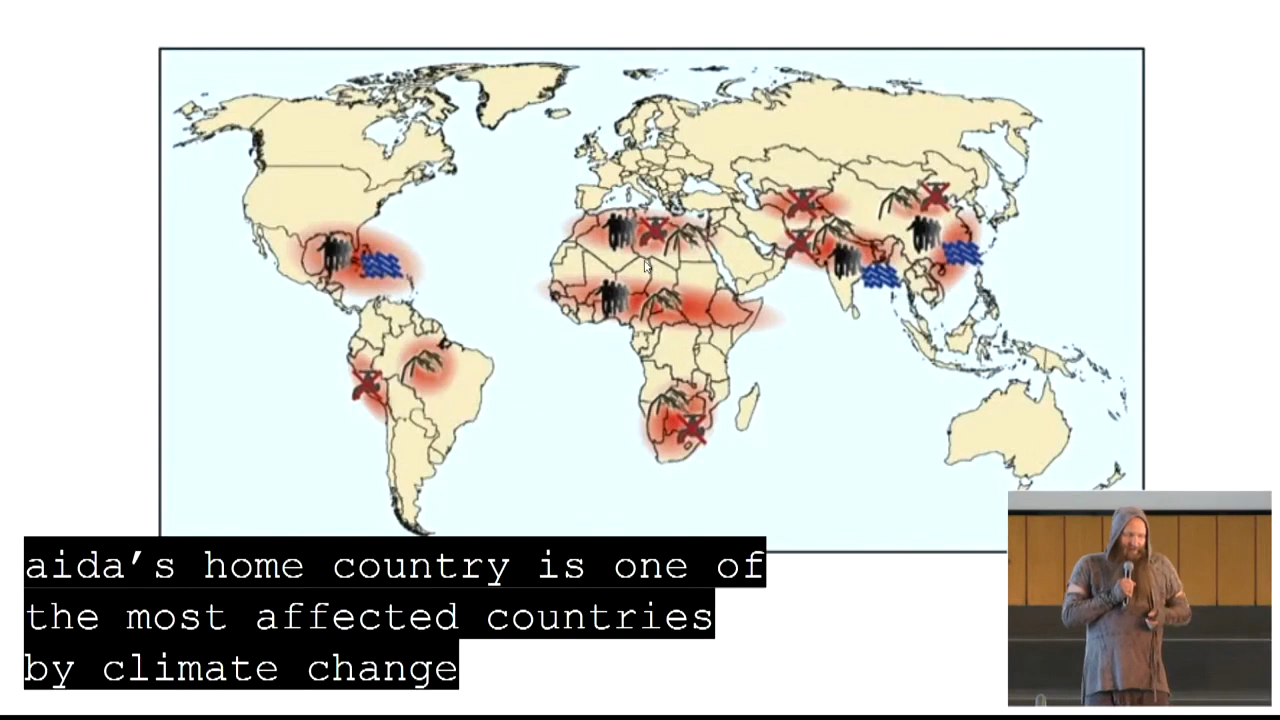 aida's home country is one of
the most affected countries
by climate change